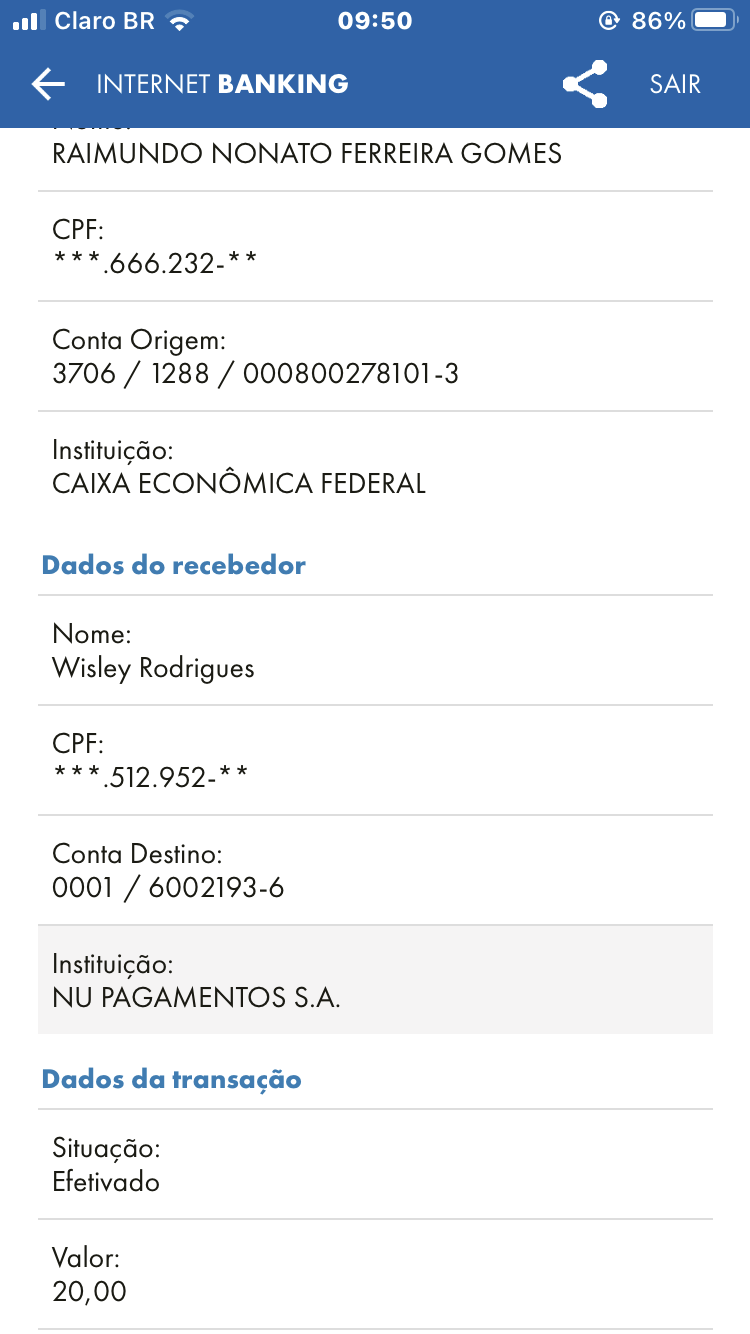 Claro BR 09:50 86%
INTERNET BANKING SAIR
RAIMUNDO NONATO FERREIRA GOMES
CPF:
***.666.232-**
Conta Origem:
3706 / 1288 / 000800278101-3
Instituição:
CAIXA ECONÔMICA FEDERAL
Dados do recebedor
Nome:
Wisley Rodrigues
CPF:
***.512.952-**
Conta Destino:
0001 / 6002193-6
Instituição:
NU PAGAMENTOS S.A.
Dados da transação
Situação:
Efetivado
Valor:
20,00